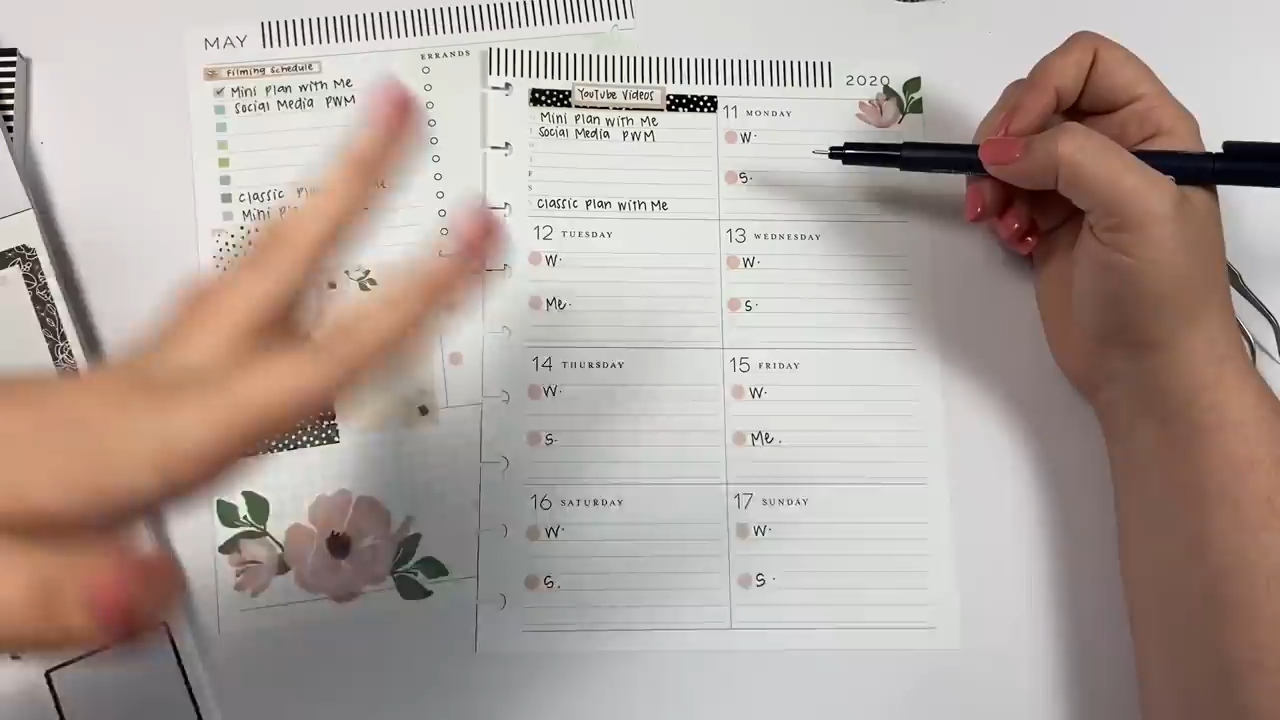 MAY
ERRANDS
Filming Schedule
Mini Plan with Me
Social Media PWM
Classic
Mini
2020
YouTube Videos
Mini Plan with Me
Social Media PWM
F
S
Classic Plan with Me
11 MONDAY
W.
S.
12 TUESDAY
W.
Me.
13 WEDNESDAY
W.
S.
14 THURSDAY
W.
S.
15 FRIDAY
W.
Me.
16 SATURDAY
W.
S.
17 SUNDAY
W.
S.